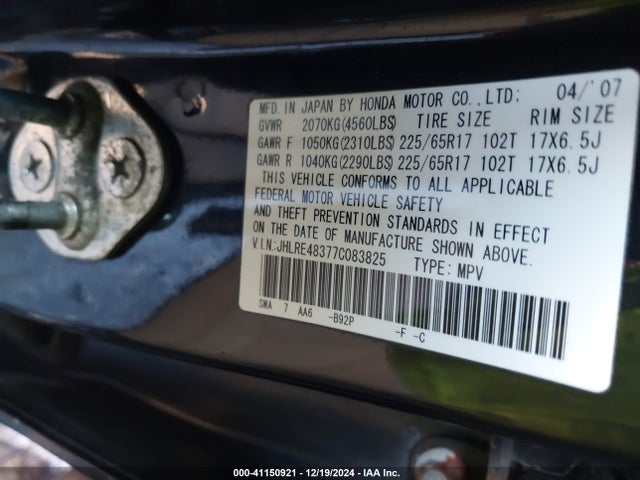 MFD. IN JAPAN BY HONDA MOTOR CO., LTD: 04/'07
GVWR 2070KG(4560LBS) TIRE SIZE RIM SIZE
GAWR F 1050KG(2310LBS) 225/65R17 102T 17X6.5J
GAWR R 1040KG(2290LBS) 225/65R17 102T 17X6.5J
THIS VEHICLE CONFORMS TO ALL APPLICABLE
FEDERAL MOTOR VEHICLE SAFETY
AND THEFT PREVENTION STANDARDS IN EFFECT
ON THE DATE OF MANUFACTURE SHOWN ABOVE.
V.I.N.:JHLRE48377C083825 TYPE: MPV
SWA 7 AA6 -B92P -F -C
000-41150921 - 12/19/2024 - IAA Inc.